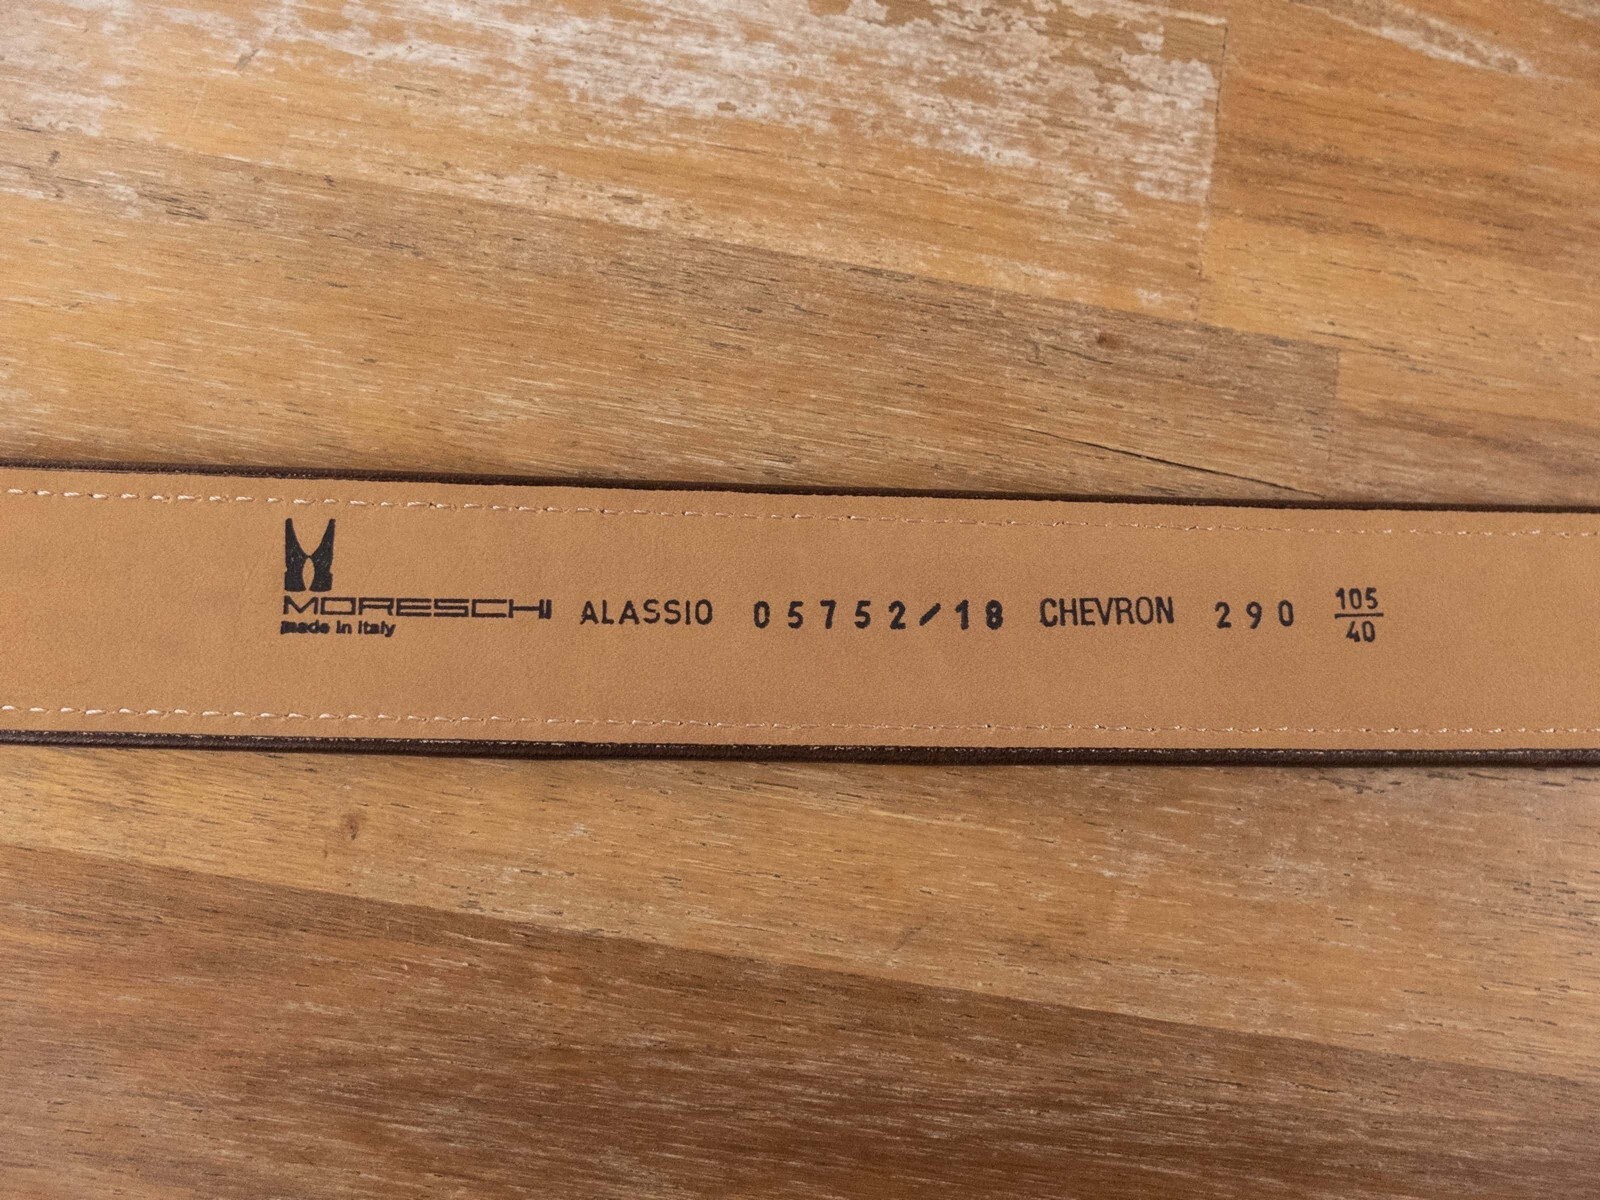 MORESCHI
made in Italy
ALASSIO 05752/18 CHEVRON 290 105/40